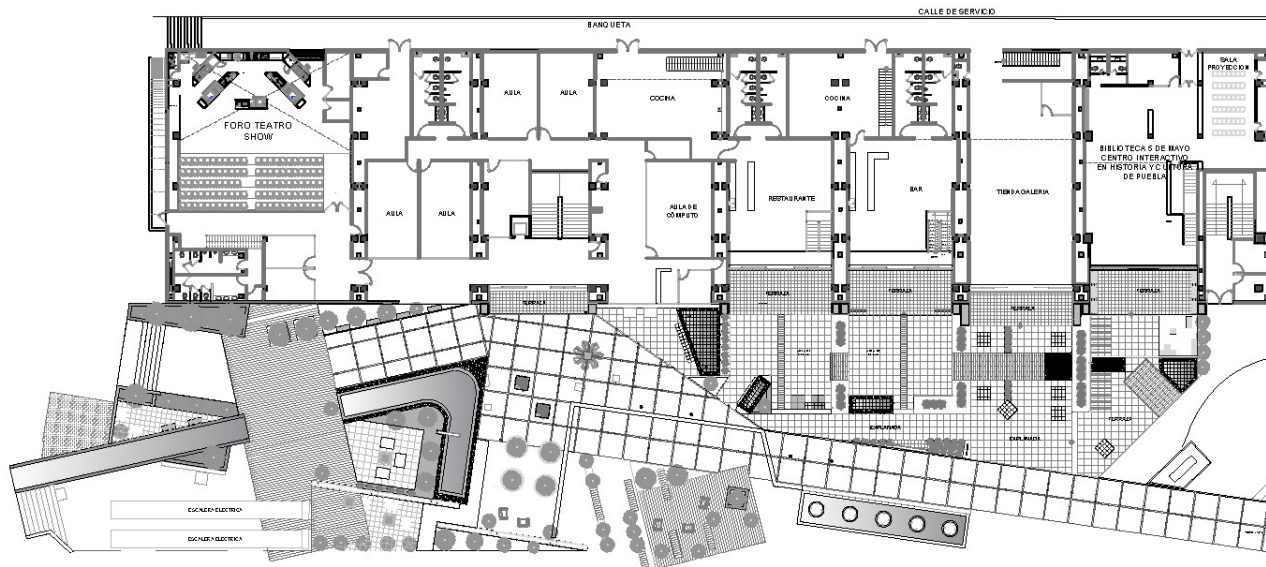 CALLE DE SERVICIO
BANQUETA
SALA
PROYECCION
AULA
AULA
COCINA
COCINA
FORO TEATRO
SHOW
BIBLIOTECA 5 DE MAYO
CENTRO INTERACTIVO
EN HISTORIA Y CULTURA
DE PUEBLA
AULA
AULA
AULA DE
CÓMPUTO
RESTAURANTE
BAR
TIENDA GALERIA
TERRAZA
TERRAZA
TERRAZA
TERRAZA
TERRAZA
TERRAZA
EXPLANADA
EXPLANADA
ESCALERA ELECTRICA
ESCALERA ELECTRICA